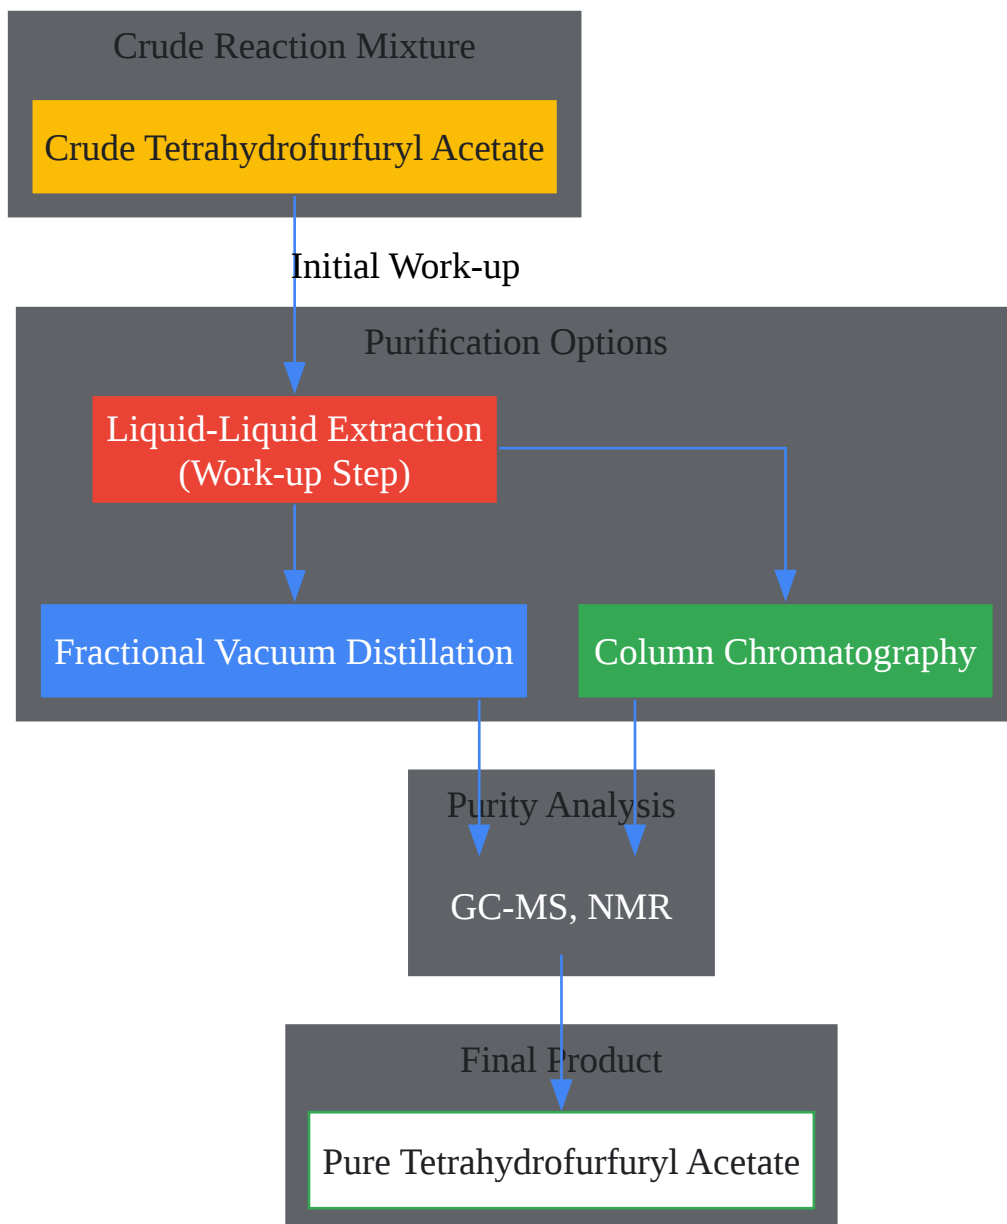 Crude Reaction Mixture
Crude Tetrahydrofurfuryl Acetate
Initial Work-up
Purification Options
Liquid-Liquid Extraction
(Work-up Step)
Fractional Vacuum Distillation
Column Chromatography
Purity Analysis
GC-MS, NMR
Final Product
Pure Tetrahydrofurfuryl Acetate